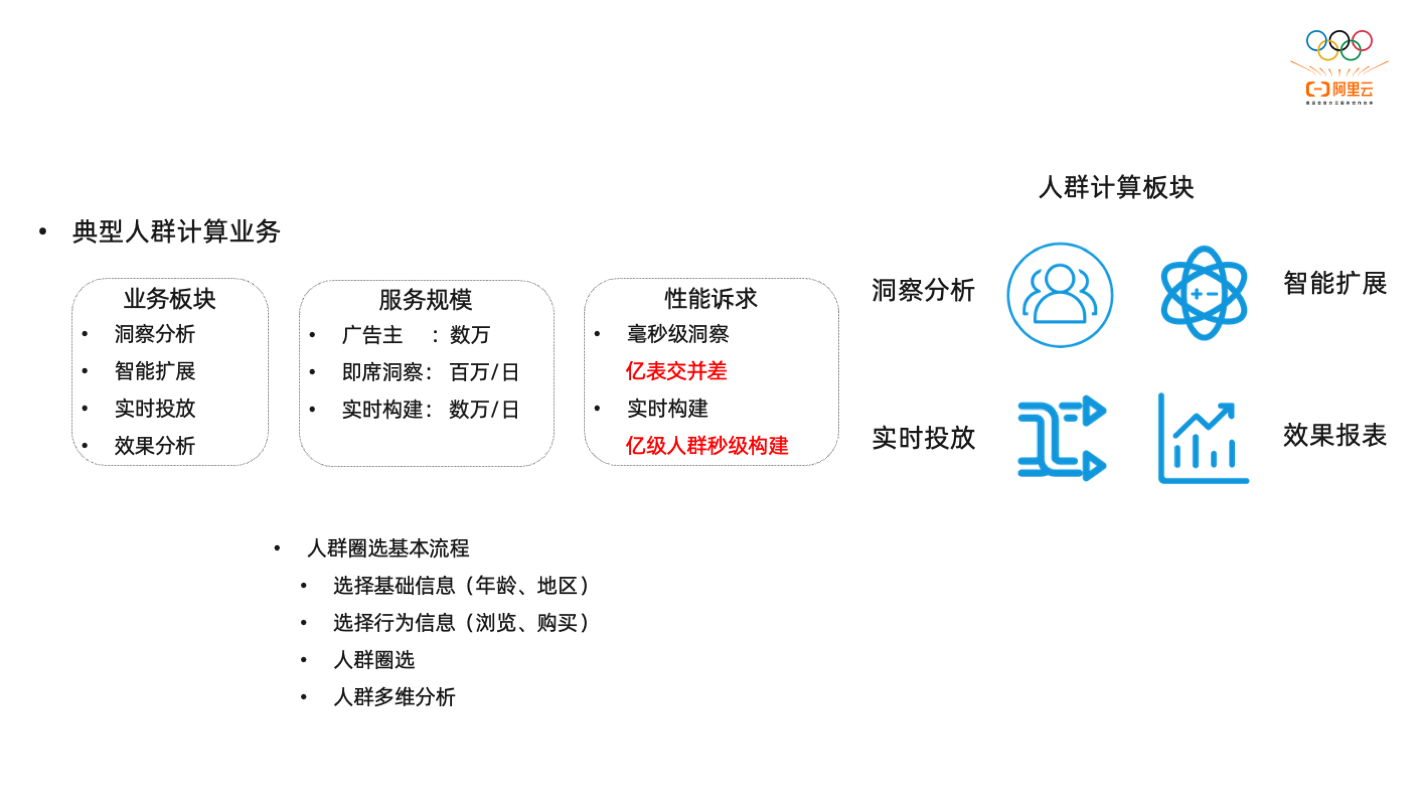 阿里云
人群计算板块
• 典型人群计算业务
业务板块
• 洞察分析
• 智能扩展
• 实时投放
• 效果分析
服务规模
• 广告主 ：数万
• 即席洞察： 百万/日
• 实时构建： 数万/日
性能诉求
• 毫秒级洞察
亿表交并差
• 实时构建
亿级人群秒级构建
洞察分析
智能扩展
实时投放
效果报表
• 人群圈选基本流程
• 选择基础信息（年龄、地区）
• 选择行为信息（浏览、购买）
• 人群圈选
• 人群多维分析